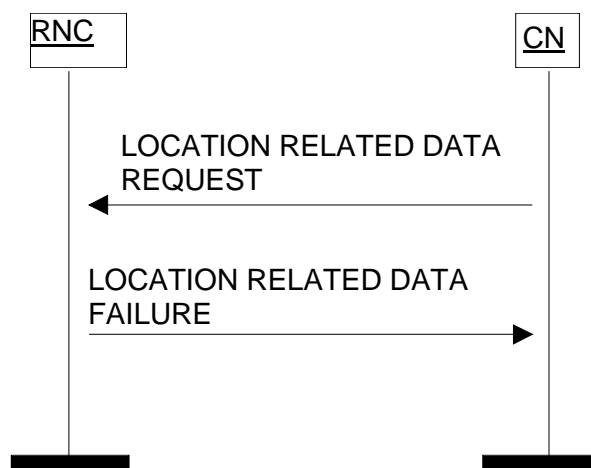 RNC
CN
LOCATION RELATED DATA
REQUEST
LOCATION RELATED DATA
FAILURE